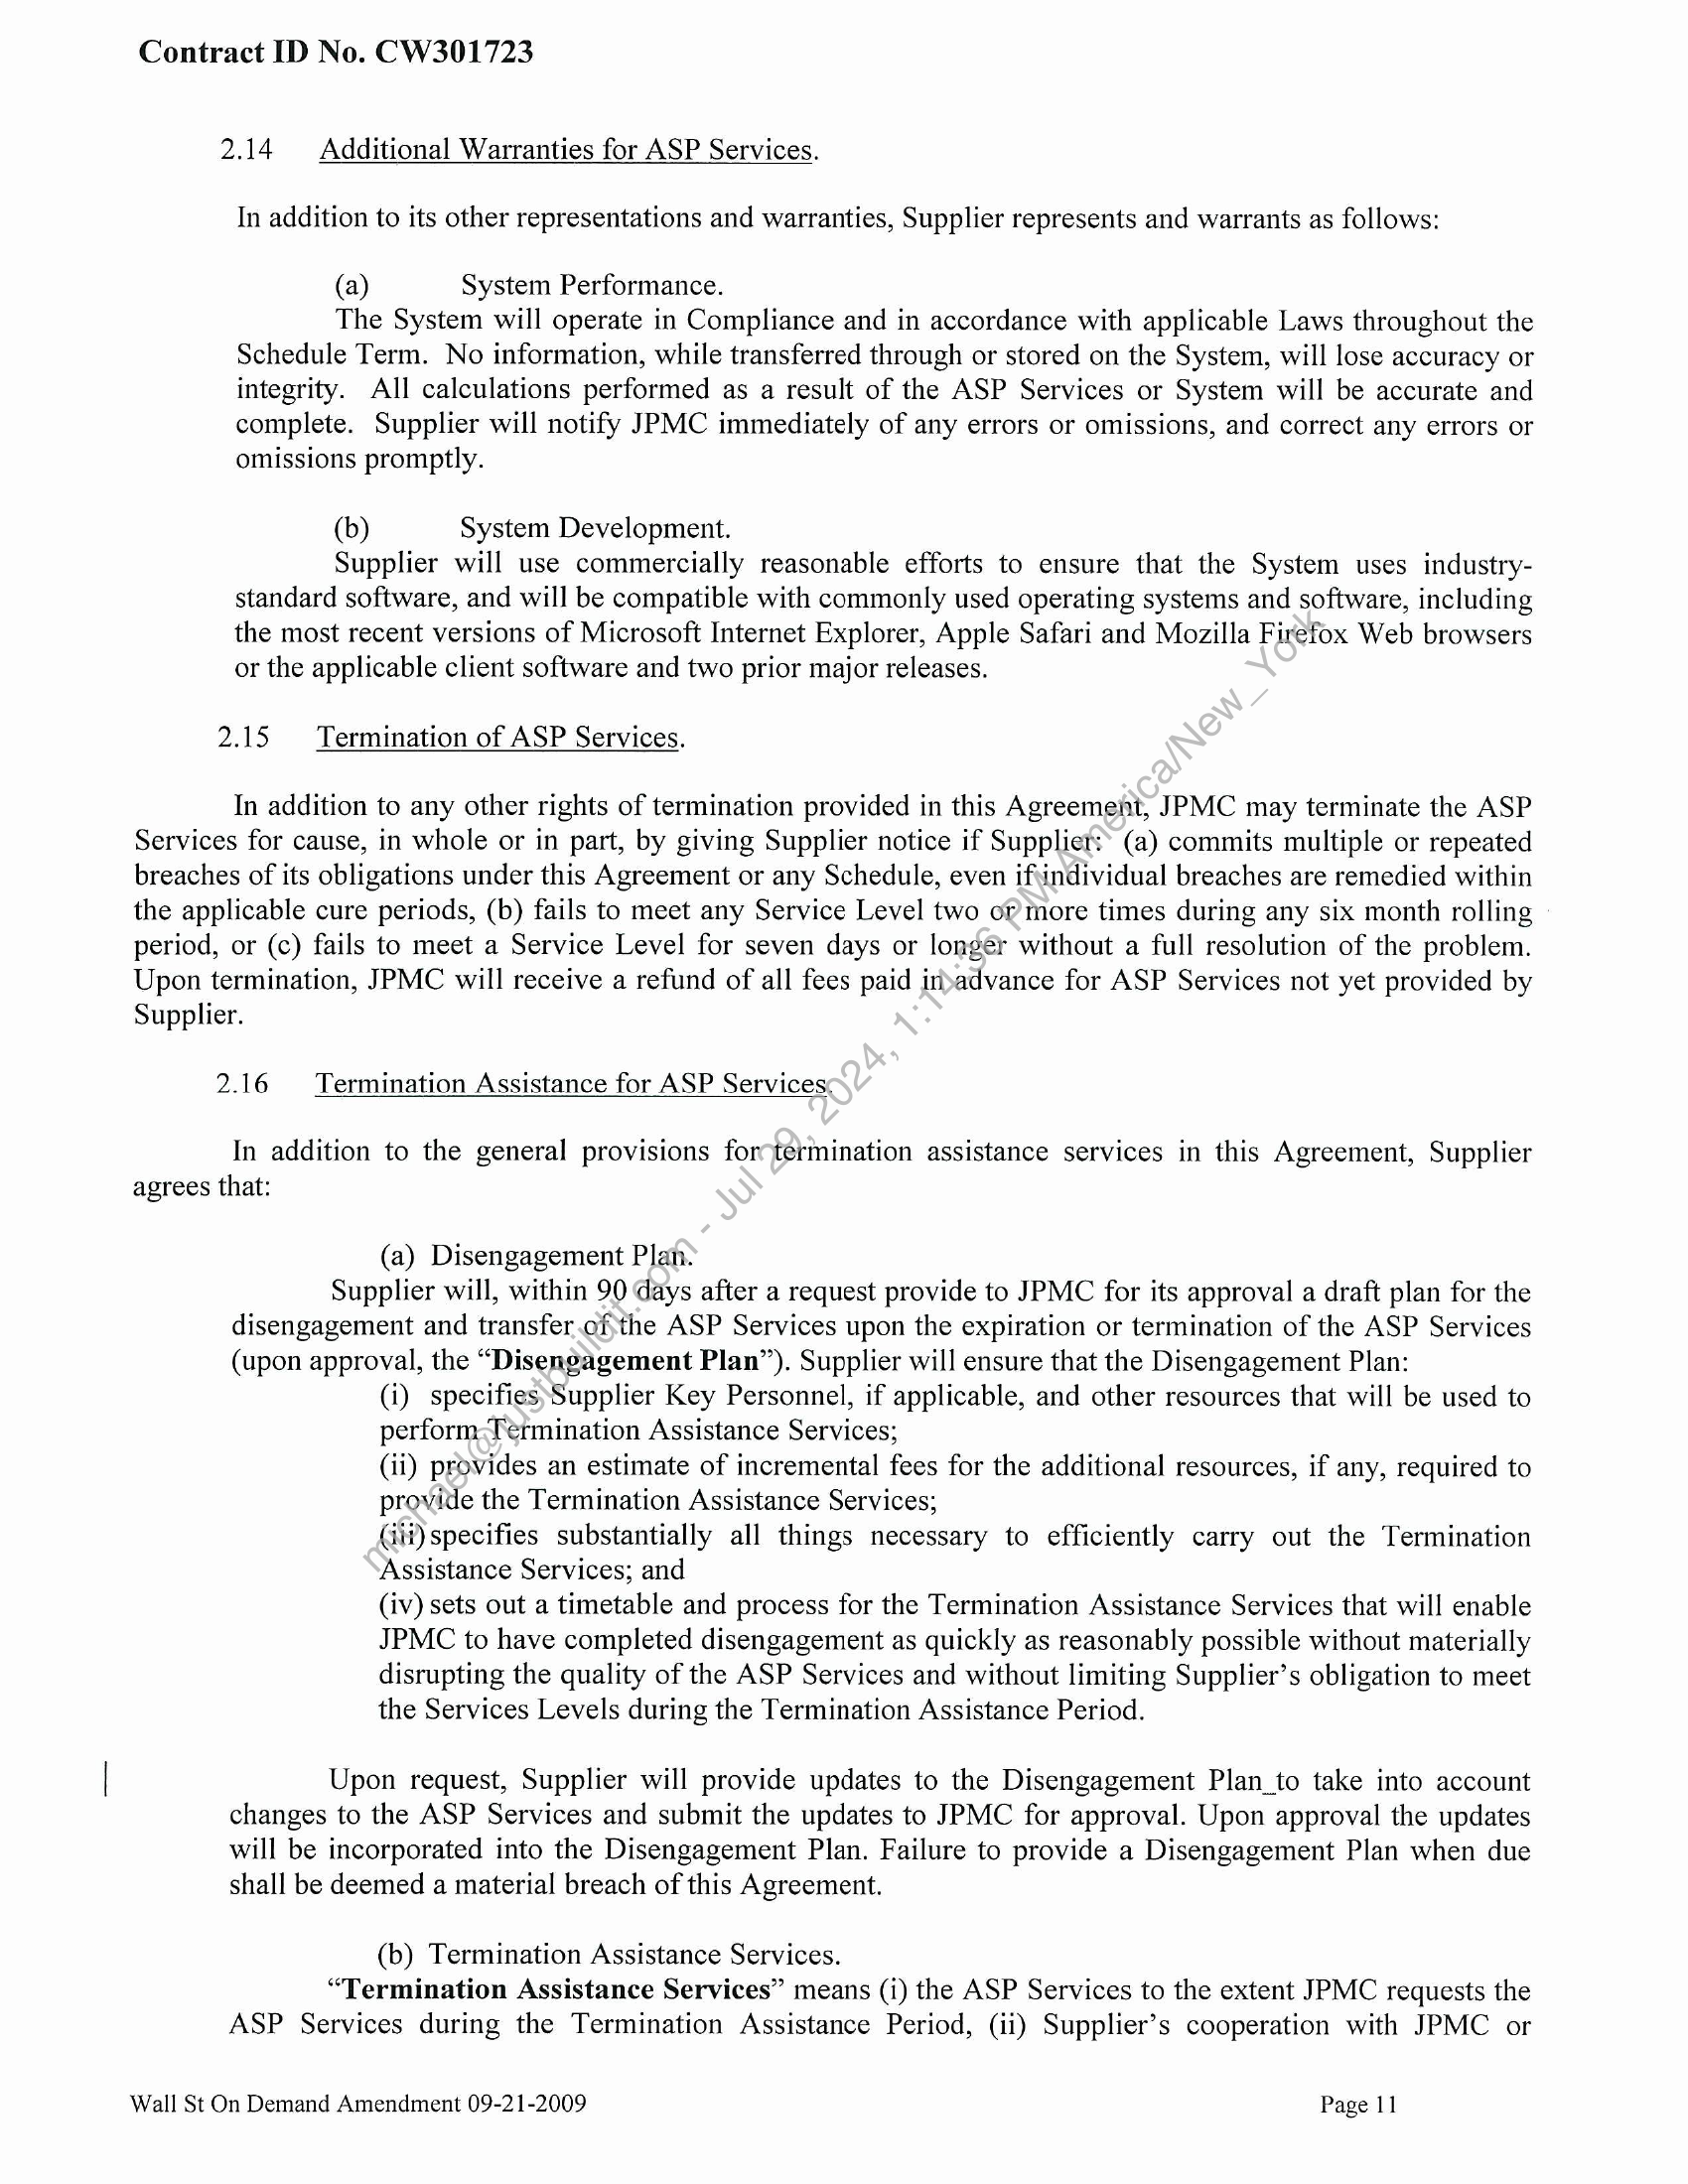 Contract ID No. CW301723
2.14 Additional Warranties for ASP Services.
In addition to its other representations and warranties, Supplier represents and warrants as follows:
(a) System Performance.
The System will operate in Compliance and in accordance with applicable Laws throughout the
Schedule Term. No information, while transferred through or stored on the System, will lose accuracy or
integrity. All calculations performed as a result of the ASP Services or System will be accurate and
complete. Supplier will notify JPMC immediately of any errors or omissions, and correct any errors or
omissions promptly.
(b) System Development.
Supplier will use commercially reasonable efforts to ensure that the System uses industry-
standard software, and will be compatible with commonly used operating systems and software, including
the most recent versions of Microsoft Internet Explorer, Apple Safari and Mozilla Firefox Web browsers
or the applicable client software and two prior major releases.
2.15 Termination of ASP Services.
In addition to any other rights of termination provided in this Agreement, JPMC may terminate the ASP
Services for cause, in whole or in part, by giving Supplier notice if Supplier: (a) commits multiple or repeated
breaches of its obligations under this Agreement or any Schedule, even if individual breaches are remedied within
the applicable cure periods, (b) fails to meet any Service Level two or more times during any six month rolling
period, or (c) fails to meet a Service Level for seven days or longer without a full resolution of the problem.
Upon termination, JPMC will receive a refund of all fees paid in advance for ASP Services not yet provided by
Supplier.
2.16 Termination Assistance for ASP Services.
In addition to the general provisions for termination assistance services in this Agreement, Supplier
agrees that:
(a) Disengagement Plan.
Supplier will, within 90 days after a request provide to JPMC for its approval a draft plan for the
disengagement and transfer of the ASP Services upon the expiration or termination of the ASP Services
(upon approval, the “Disengagement Plan”). Supplier will ensure that the Disengagement Plan:
(i) specifies Supplier Key Personnel, if applicable, and other resources that will be used to
perform Termination Assistance Services;
(ii) provides an estimate of incremental fees for the additional resources, if any, required to
provide the Termination Assistance Services;
(iii) specifies substantially all things necessary to efficiently carry out the Termination
Assistance Services; and
(iv) sets out a timetable and process for the Termination Assistance Services that will enable
JPMC to have completed disengagement as quickly as reasonably possible without materially
disrupting the quality of the ASP Services and without limiting Supplier’s obligation to meet
the Services Levels during the Termination Assistance Period.
Upon request, Supplier will provide updates to the Disengagement Plan to take into account
changes to the ASP Services and submit the updates to JPMC for approval. Upon approval the updates
will be incorporated into the Disengagement Plan. Failure to provide a Disengagement Plan when due
shall be deemed a material breach of this Agreement.
(b) Termination Assistance Services.
“Termination Assistance Services” means (i) the ASP Services to the extent JPMC requests the
ASP Services during the Termination Assistance Period, (ii) Supplier’s cooperation with JPMC or
Wall St On Demand Amendment 09-21-2009 Page 11
michael@justbuildit.com - Jul 29, 2024, 1:14:36 PM America/New_York